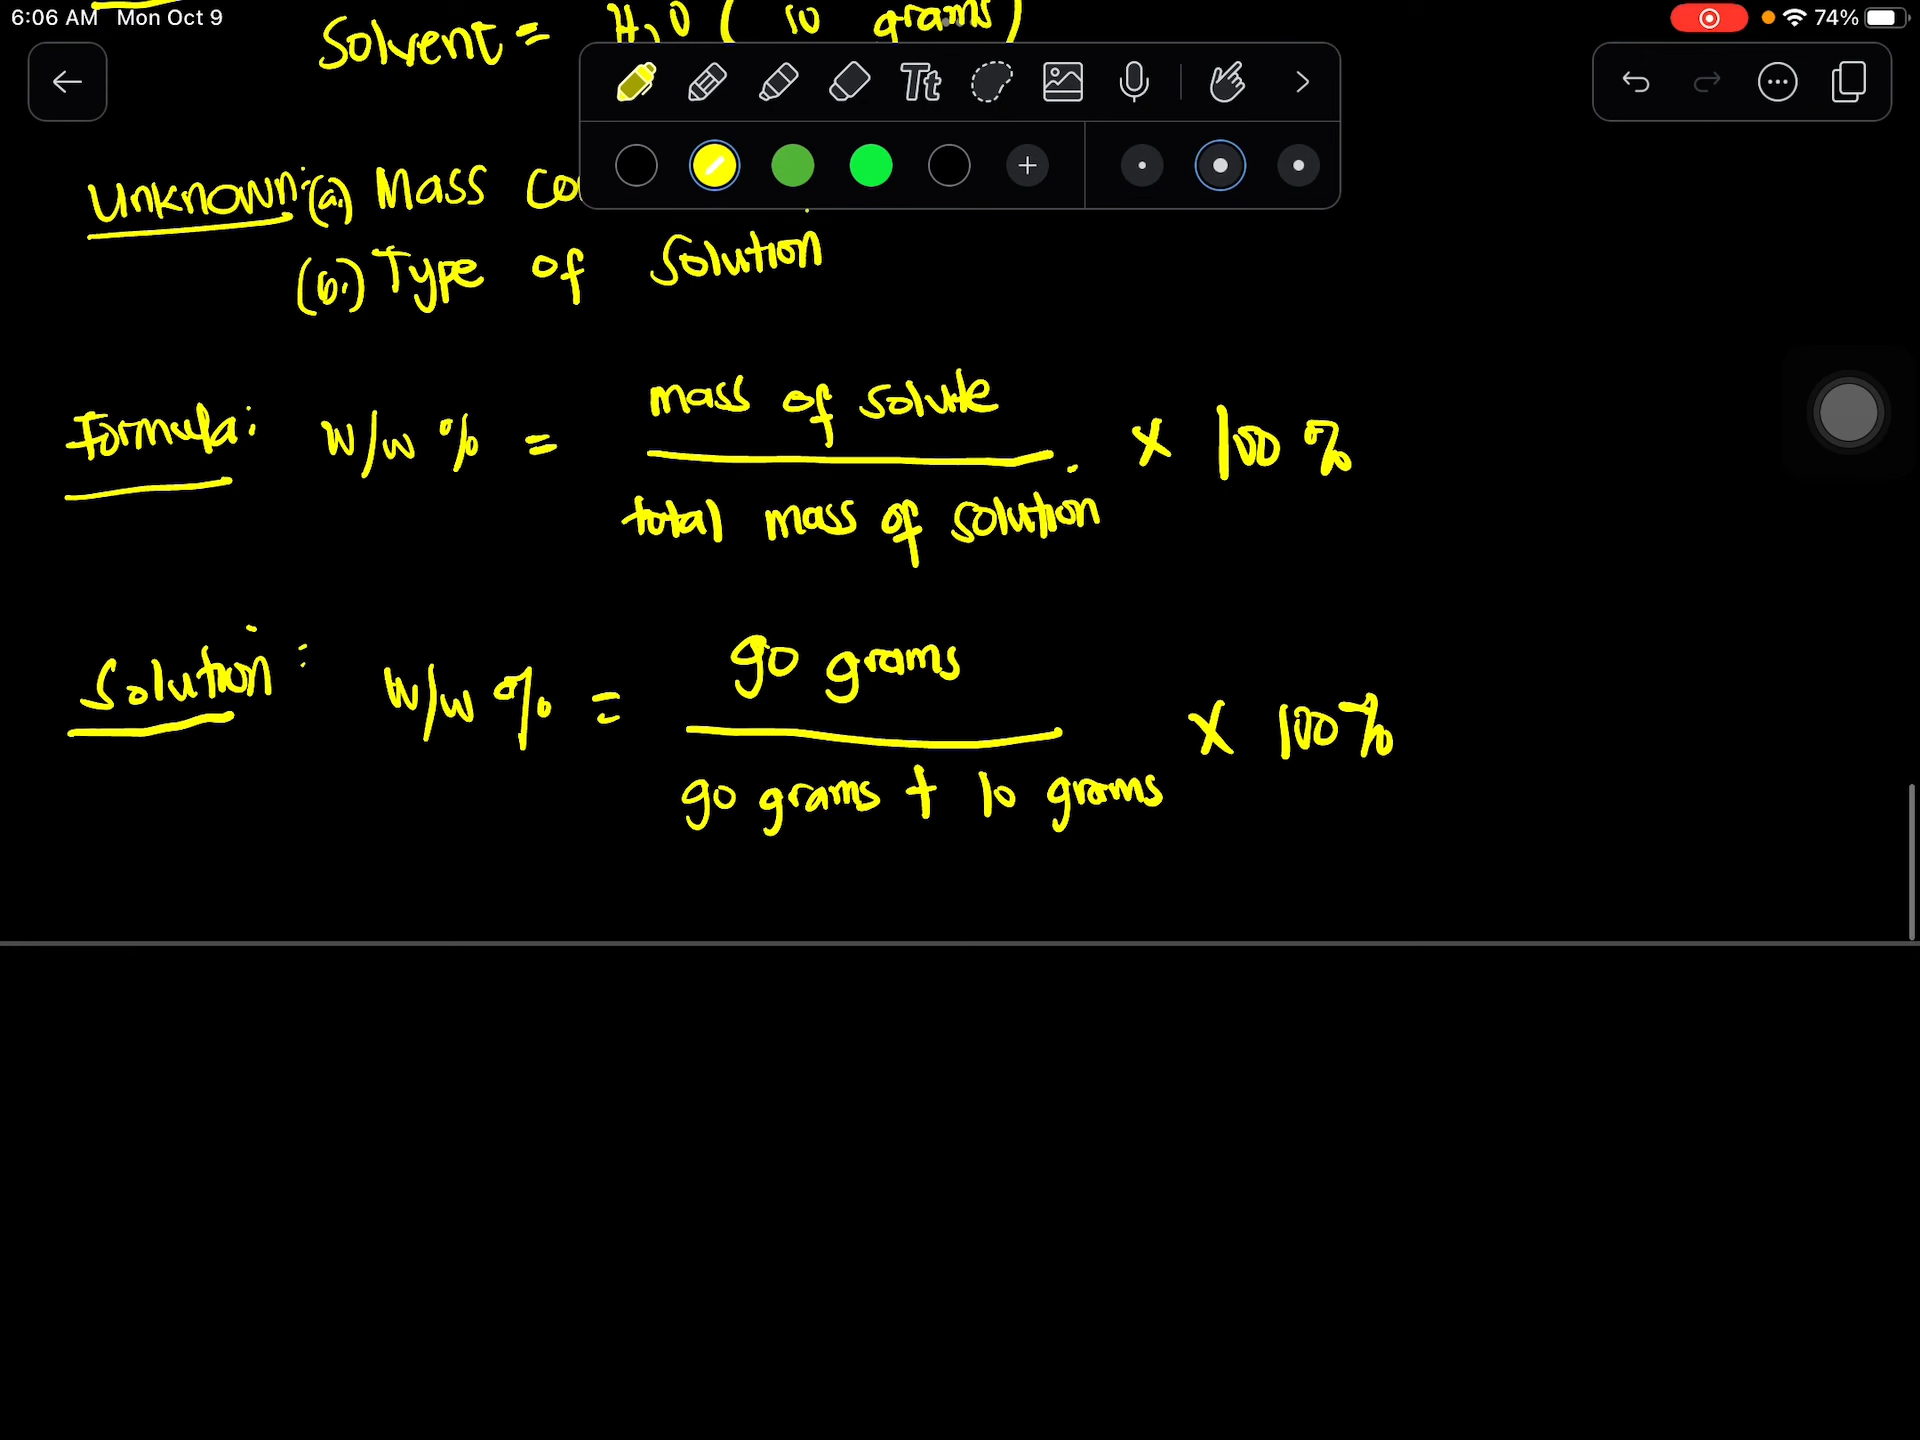 6:06 AM Mon Oct 9 74%
Solvent = H2O ( 10 grams )
Tt
Unknown: (a.) Mass co
(b.) Type of Solution
mass of solute
Formula: W/W % = x 100 %
total mass of solution
90 grams
Solution: W/W % = x 100%
90 grams + 10 grams